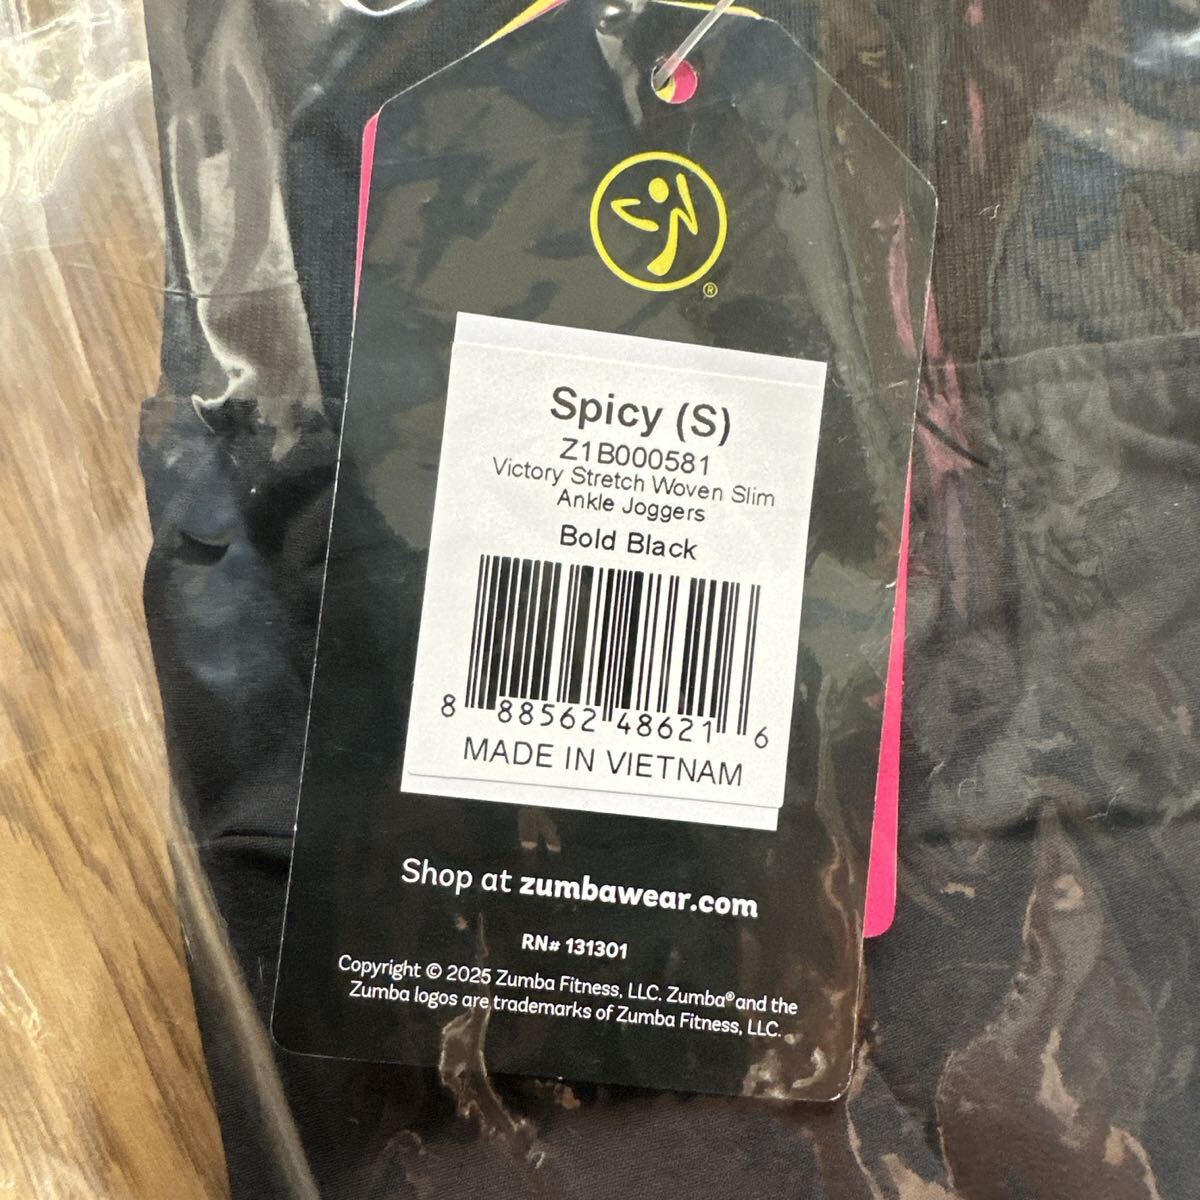 ®
Spicy (S)
Z1B000581
Victory Stretch Woven Slim
Ankle Joggers
Bold Black
8 88562 48621 6
MADE IN VIETNAM
Shop at zumbawear.com
RN# 131301
Copyright © 2025 Zumba Fitness, LLC. Zumba® and the
Zumba logos are trademarks of Zumba Fitness, LLC.